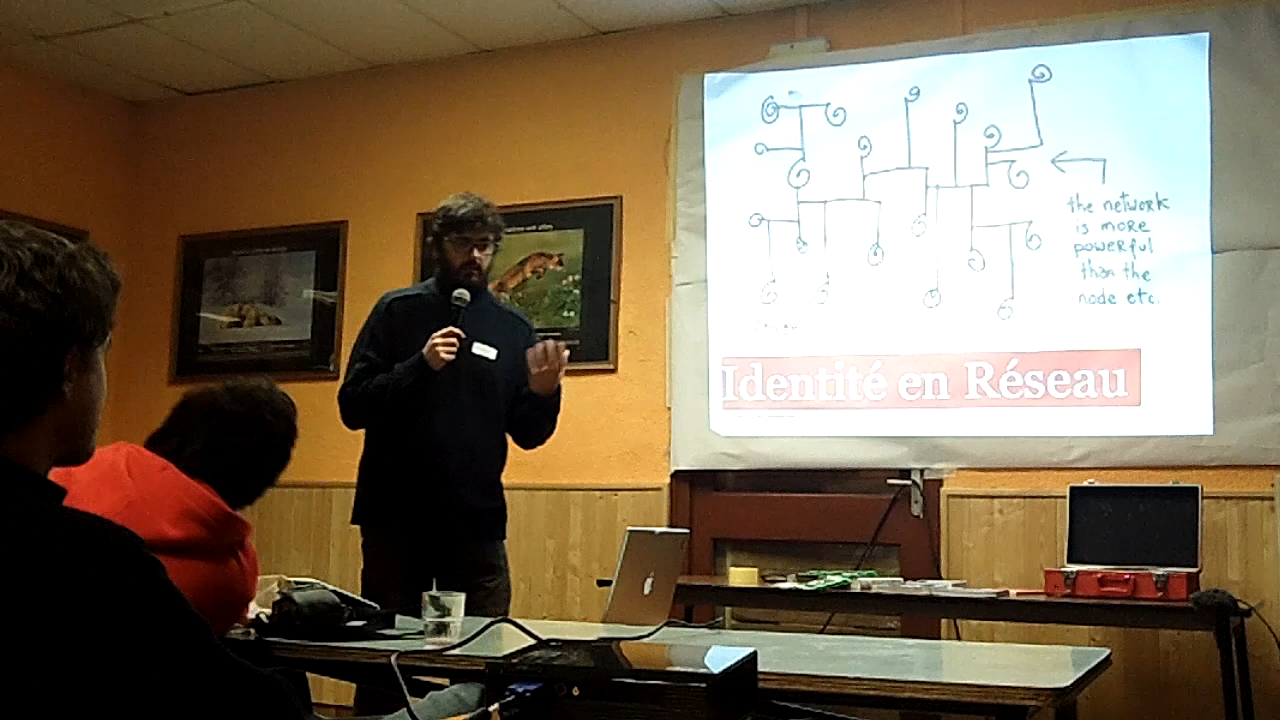 the network
is more
powerful
than the
node etc.
Identité en Réseau